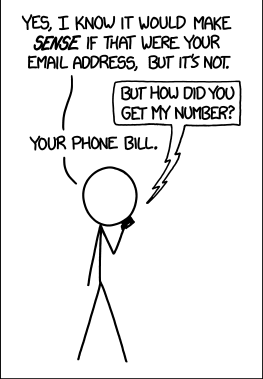 YES, I KNOW IT WOULD MAKE
SENSE IF THAT WERE YOUR
EMAIL ADDRESS, BUT IT'S NOT.
BUT HOW DID YOU
GET MY NUMBER?
YOUR PHONE BILL.